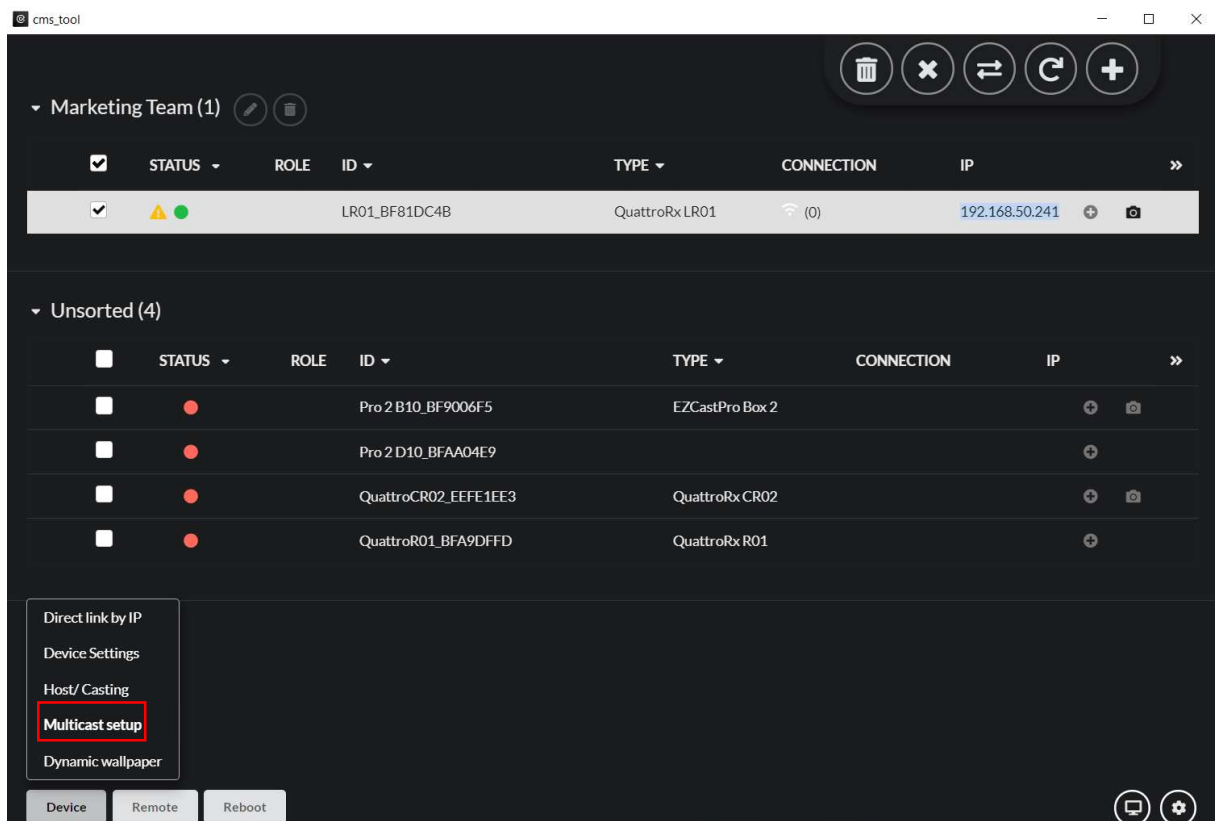 cms_tool
Marketing Team (1)
STATUS ROLE ID TYPE CONNECTION IP »
LR01_BF81DC4B QuattroRx LR01 (0) 192.168.50.241
Unsorted (4)
STATUS ROLE ID TYPE CONNECTION IP »
Pro 2 B10_BF9006F5 EZCastPro Box 2
Pro 2 D10_BFAA04E9
QuattroCR02_EEFE1EE3 QuattroRx CR02
QuattroR01_BFA9DFFD QuattroRx R01
Direct link by IP
Device Settings
Host/ Casting
Multicast setup
Dynamic wallpaper
Device Remote Reboot